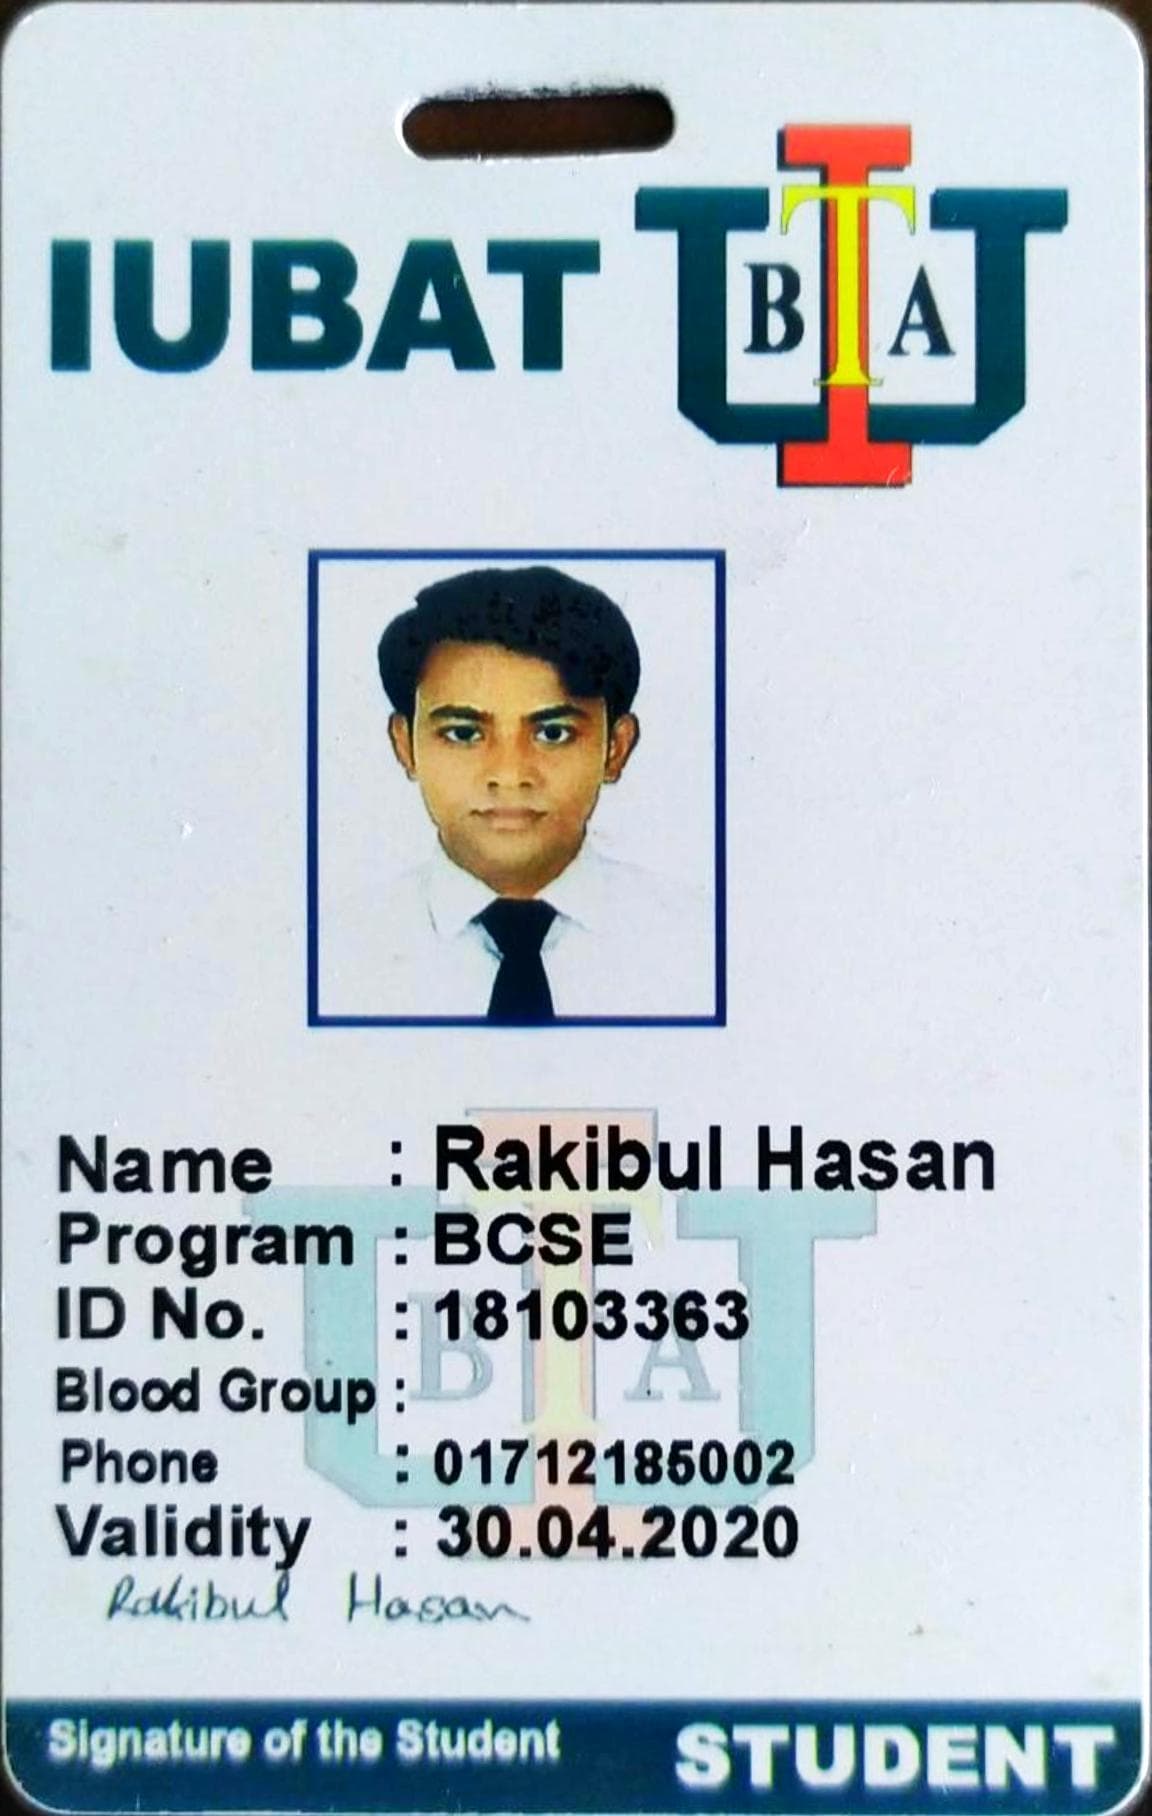 IUBAT
B I T A
Name : Rakibul Hasan
Program : BCSE
ID No. : 18103363
Blood Group :
Phone : 01712185002
Validity : 30.04.2020
Rakibul Hasan
Signature of the Student
STUDENT